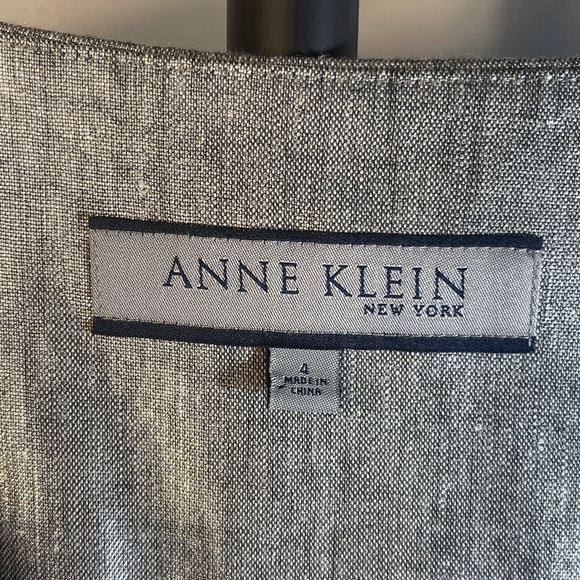 ANNE KLEIN
NEW YORK
4
MADE IN
CHINA